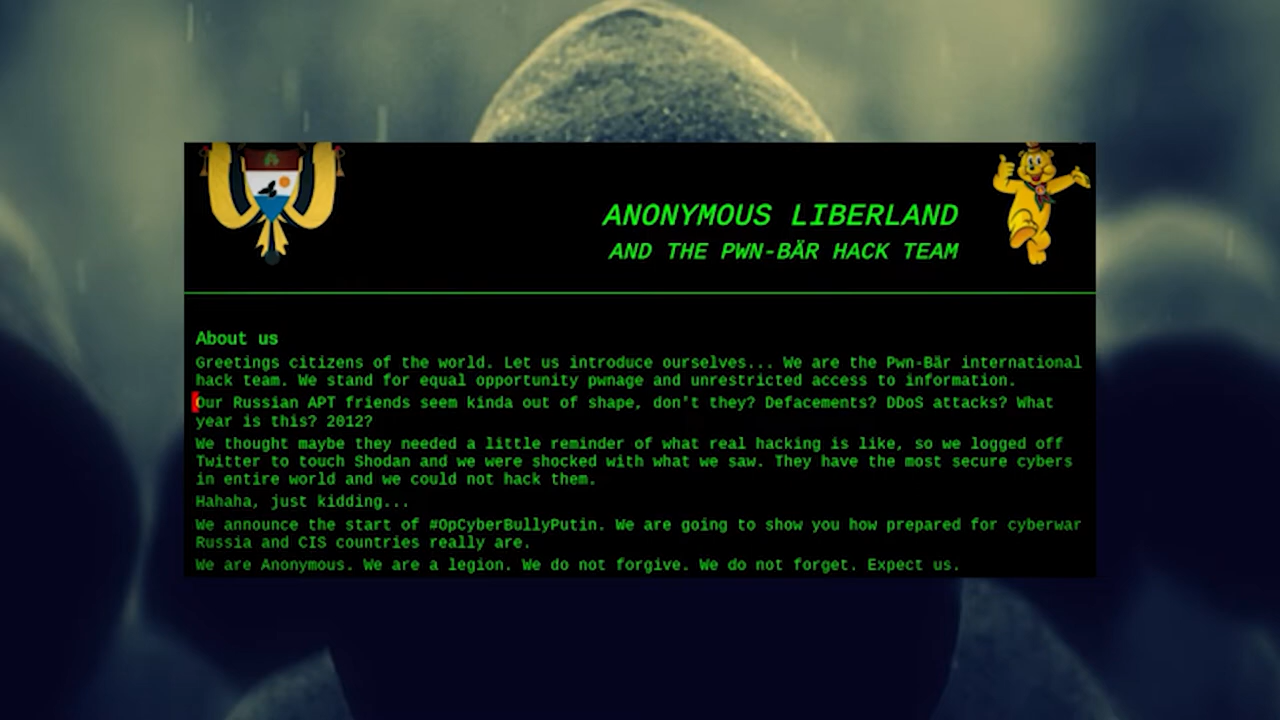 ANONYMOUS LIBERLAND
AND THE PWN-BÄR HACK TEAM
About us
Greetings citizens of the world. Let us introduce ourselves... We are the Pwn-Bär international
hack team. We stand for equal opportunity pwnage and unrestricted access to information.
Our Russian APT friends seem kinda out of shape, don't they? Defacements? DDoS attacks? What
year is this? 2012?
We thought maybe they needed a little reminder of what real hacking is like, so we logged off
Twitter to touch Shodan and we were shocked with what we saw. They have the most secure cybers
in entire world and we could not hack them.
Hahaha, just kidding...
We announce the start of #OpCyberBullyPutin. We are going to show you how prepared for cyberwar
Russia and CIS countries really are.
We are Anonymous. We are a legion. We do not forgive. We do not forget. Expect us.